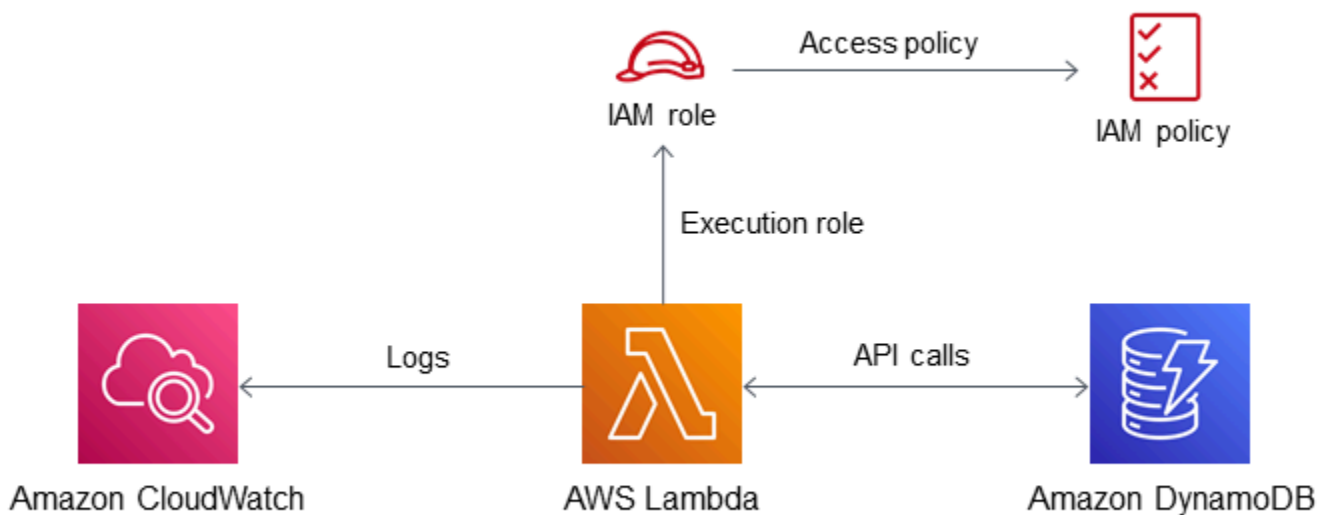 Access policy
IAM role
IAM policy
Execution role
Logs
API calls
Amazon CloudWatch
AWS Lambda
Amazon DynamoDB